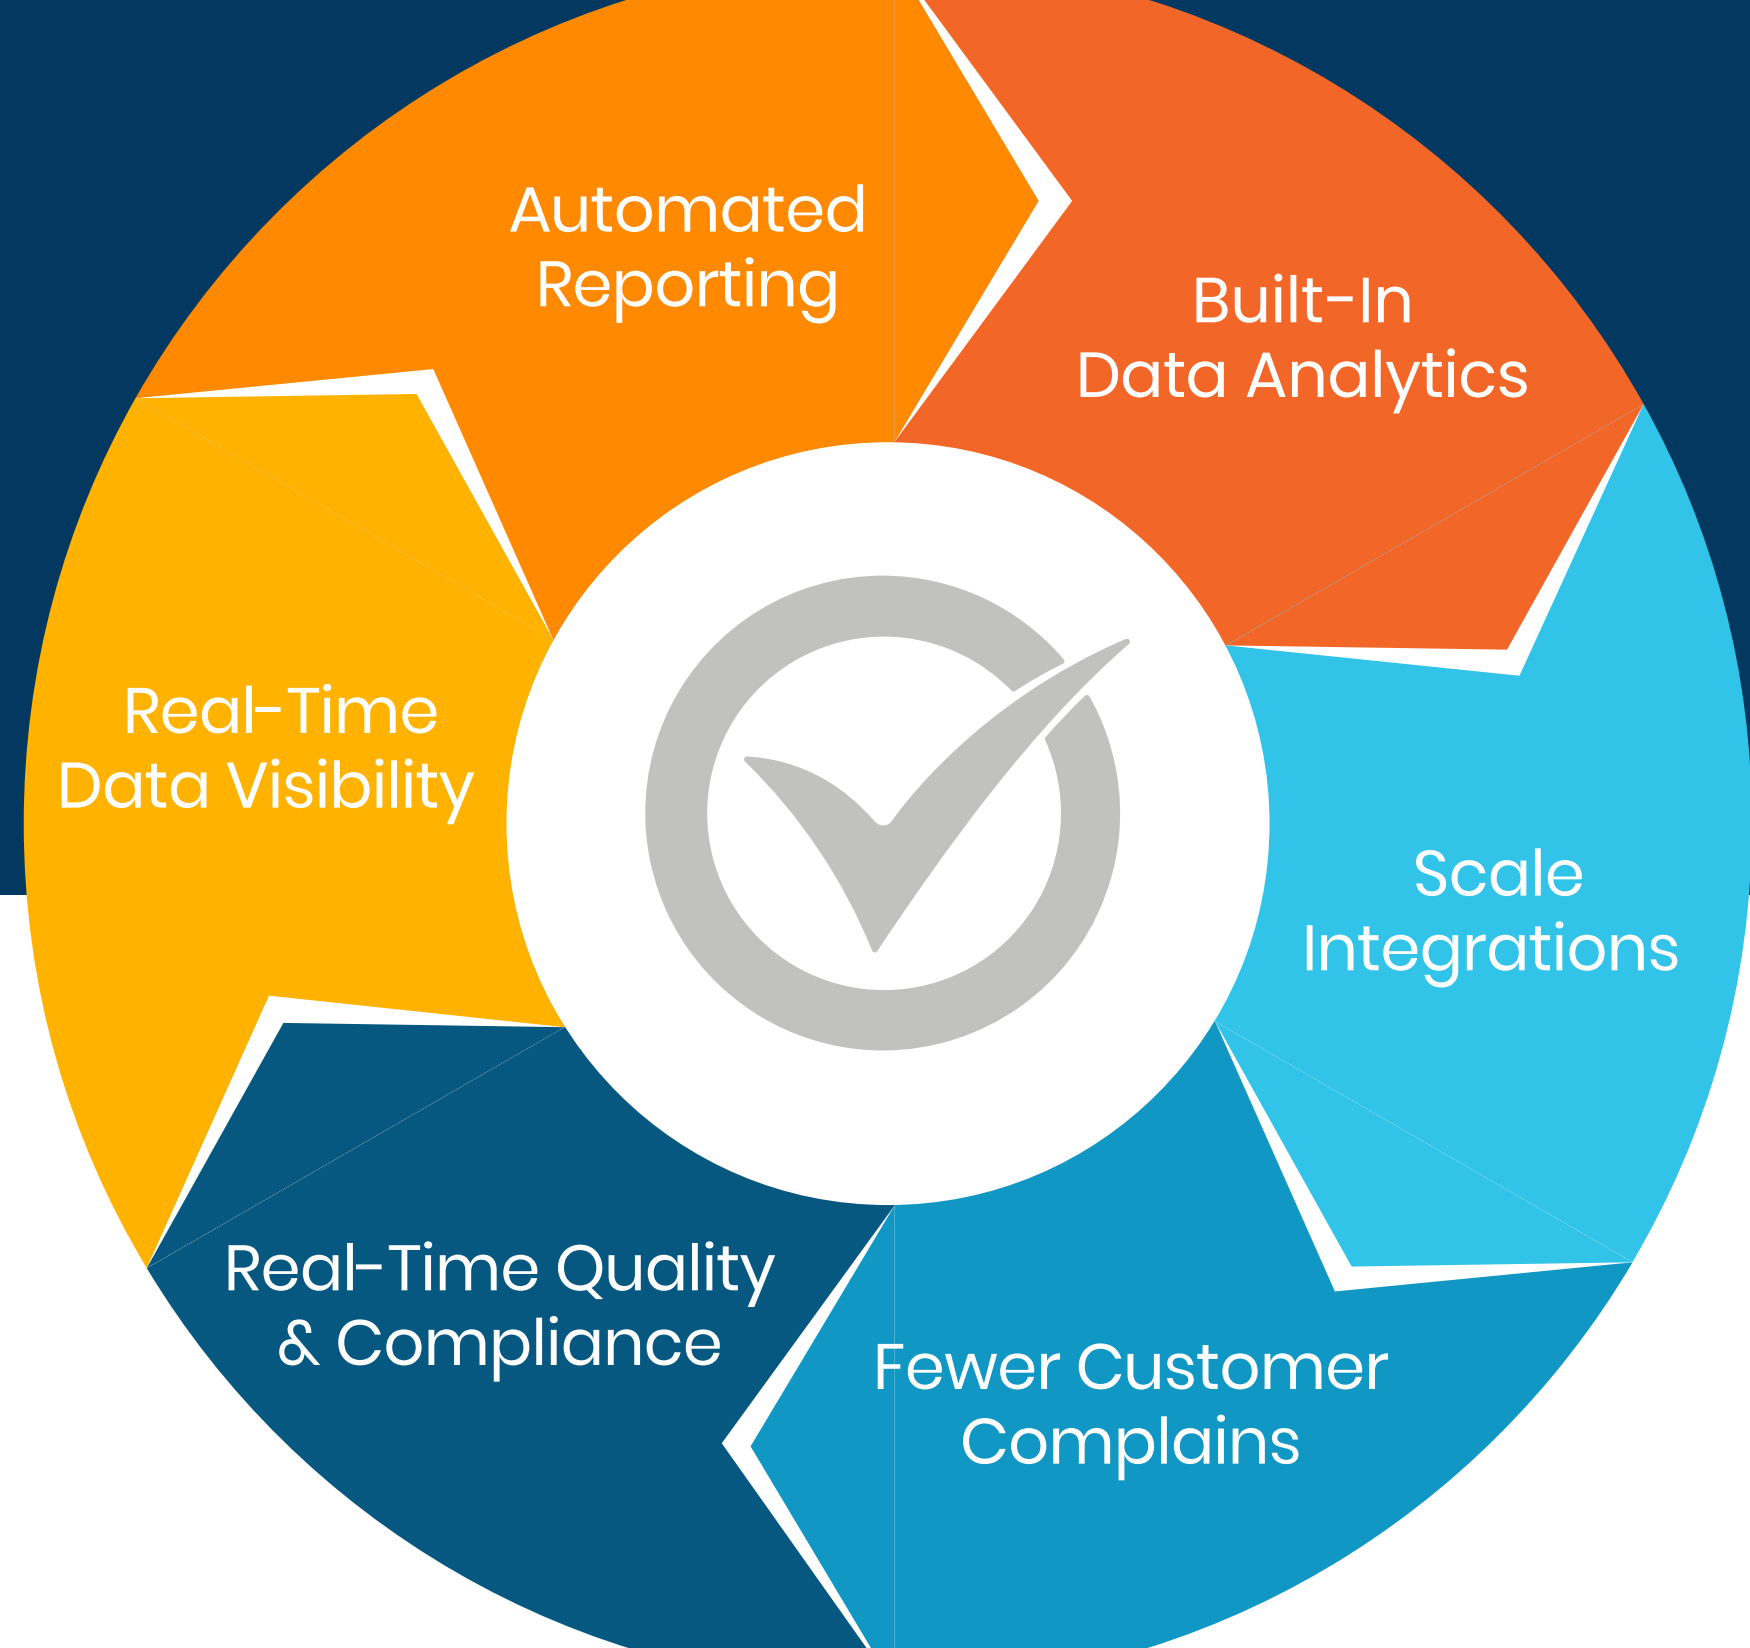 Automated
Reporting
Built-In
Data Analytics
Scale
Integrations
Fewer Customer
Complains
Real-Time Quality
& Compliance
Real-Time
Data Visibility